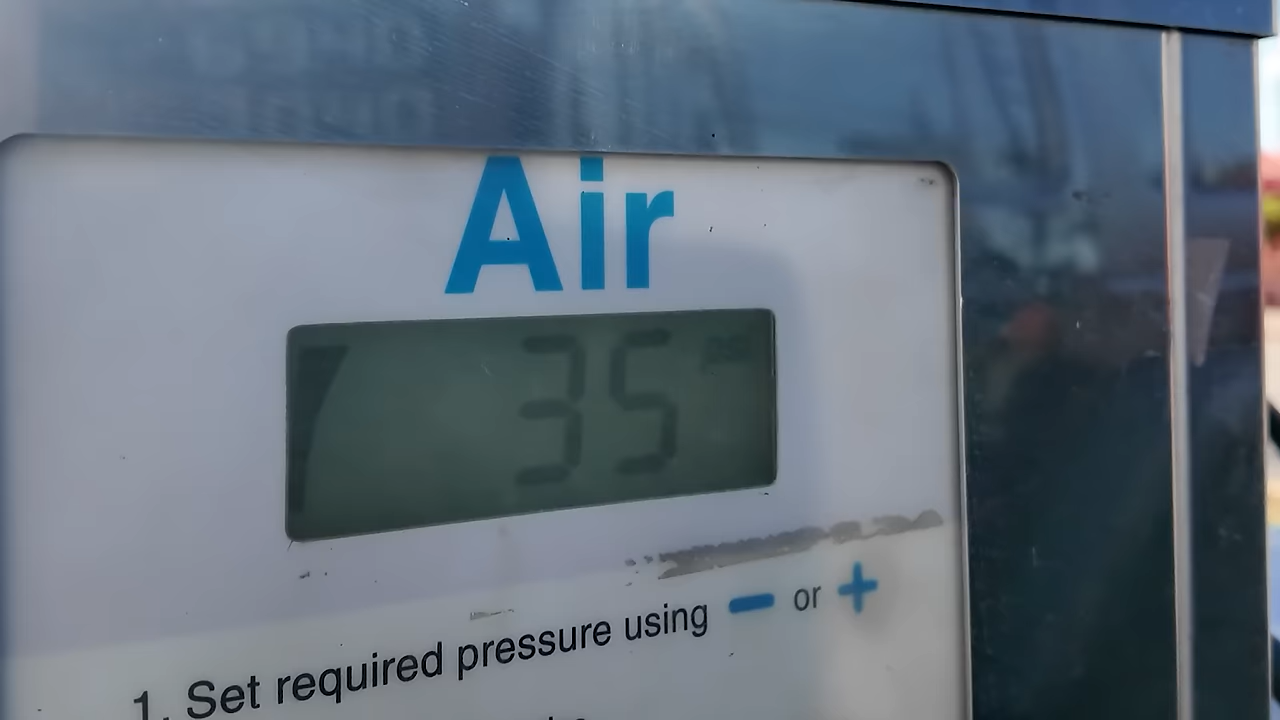 Air
35
1. Set required pressure using - or +